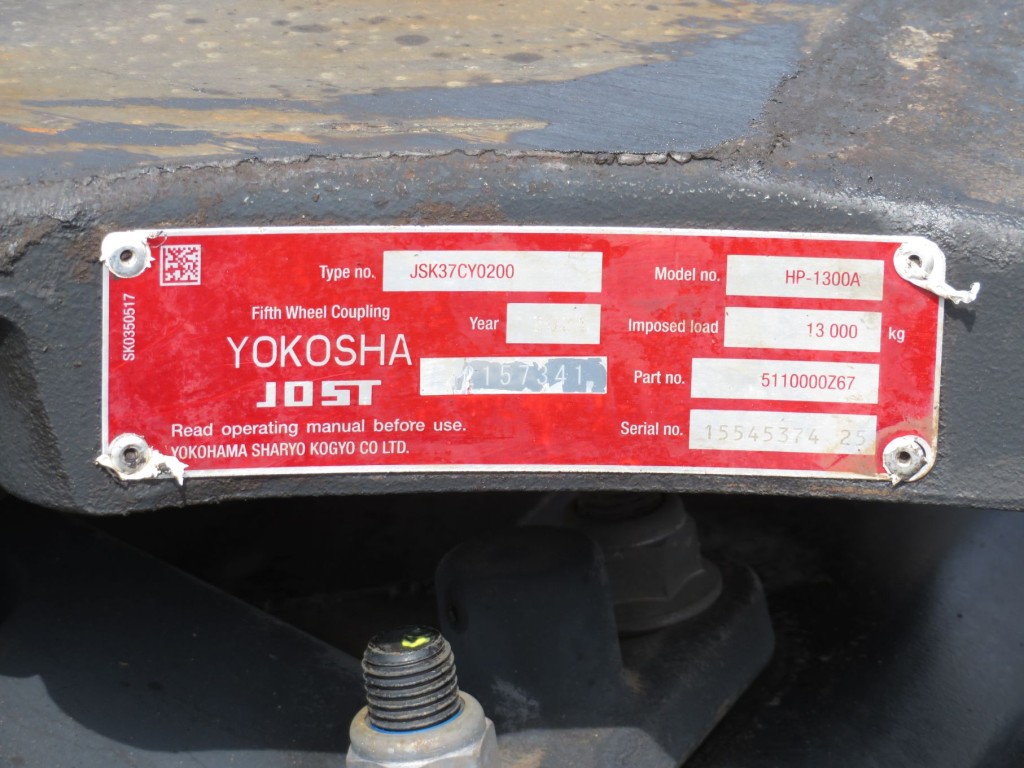 SK0350517
Type no. JSK37CY0200
Model no. HP-1300A
Fifth Wheel Coupling
Year
Imposed load 13 000 kg
YOKOSHA
JOST
157341
Part no. 5110000Z67
Serial no. 15545374 25
Read operating manual before use.
YOKOHAMA SHARYO KOGYO CO LTD.